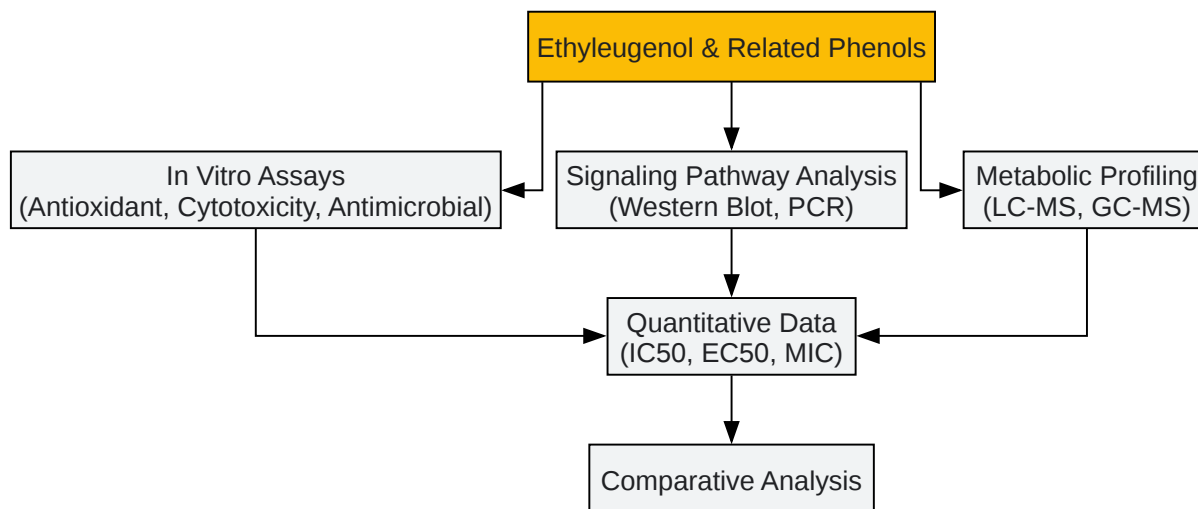 Ethyleugenol & Related Phenols
In Vitro Assays
(Antioxidant, Cytotoxicity, Antimicrobial)
Signaling Pathway Analysis
(Western Blot, PCR)
Metabolic Profiling
(LC-MS, GC-MS)
Quantitative Data
(IC50, EC50, MIC)
Comparative Analysis